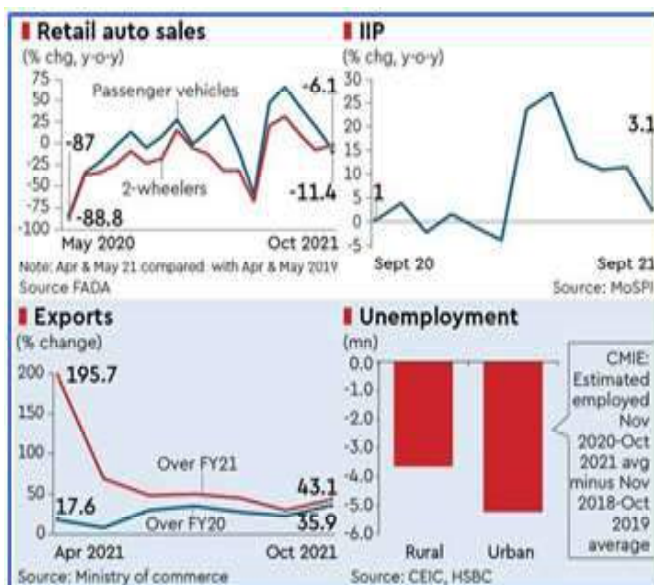 Retail auto sales
(% chg, y-o-y)
75
50
25
0
-25
-50
-75
-100
Passenger vehicles
2-wheelers
-87
-88.8
-6.1
-11.4
May 2020
Oct 2021
Note: Apr & May 21 compared with Apr & May 2019
Source FADA
IIP
(% chg, y-o-y)
30
25
20
15
10
5
0
-5
1
3.1
Sept 20
Sept 21
Source: MoSPI
Exports
(% change)
200
150
100
50
0
195.7
17.6
Over FY21
Over FY20
43.1
35.9
Apr 2021
Oct 2021
Source: Ministry of commerce
Unemployment
(mn)
0.0
-1.0
-2.0
-3.0
-4.0
-5.0
-6.0
Rural
Urban
CMIE:
Estimated
employed
Nov
2020-Oct
2021 avg
minus Nov
2018-Oct
2019
average
Source: CEIC, HSBC